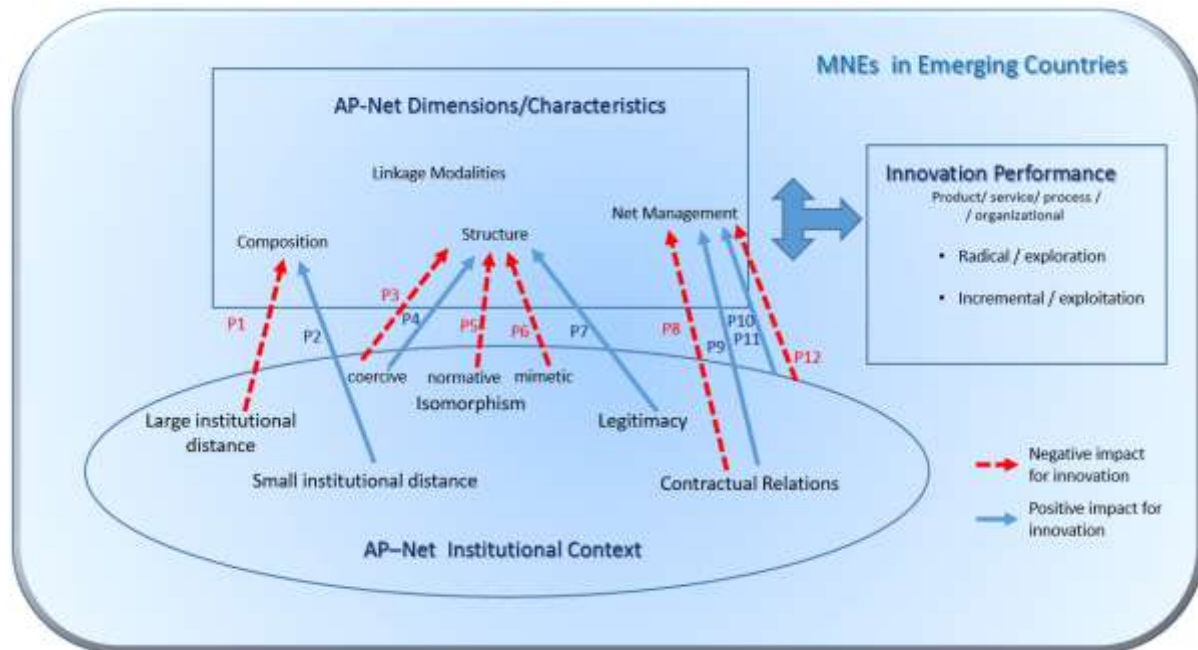 MNEs in Emerging Countries
AP-Net Dimensions/Characteristics
Linkage Modalities
Composition
Structure
Net Management
Innovation Performance
Product/ service/ process /
/ organizational
▪ Radical / exploration
▪ Incremental / exploitation
P1
P2
P3
P4
P5
P6
P7
P8
P9
P10
P11
P12
coercive
normative
mimetic
Isomorphism
Large institutional
distance
Legitimacy
Small institutional distance
Contractual Relations
AP–Net Institutional Context
Negative impact
for innovation
Positive impact for
innovation